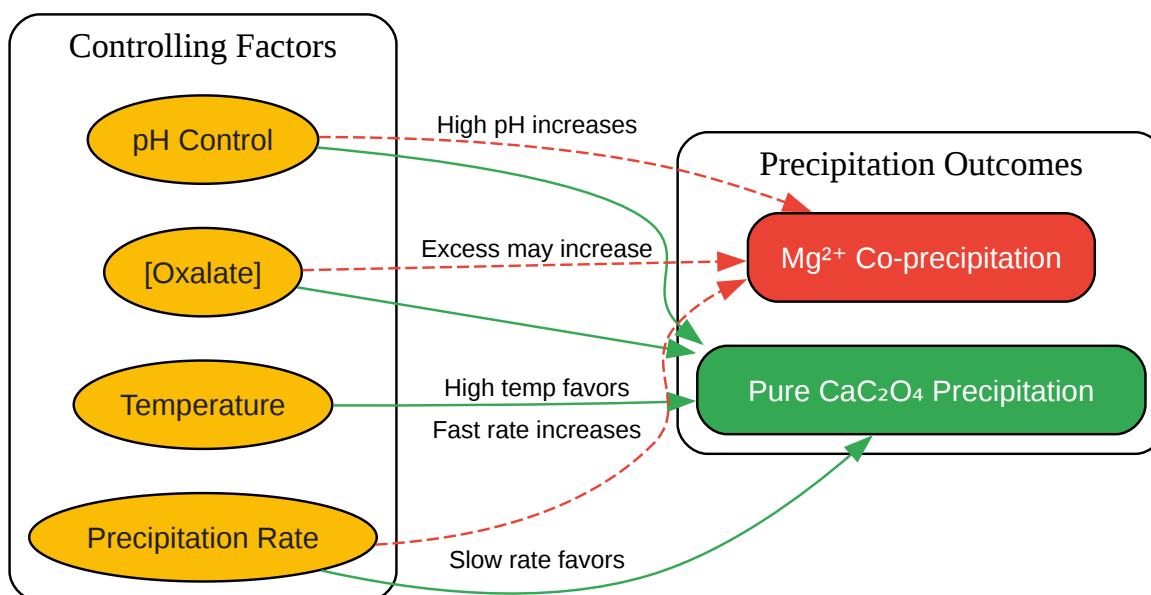 Controlling Factors
pH Control
[Oxalate]
Temperature
Precipitation Rate
High pH increases
Excess may increase
High temp favors
Fast rate increases
Slow rate favors
Precipitation Outcomes
Mg²⁺ Co-precipitation
Pure CaC₂O₄ Precipitation